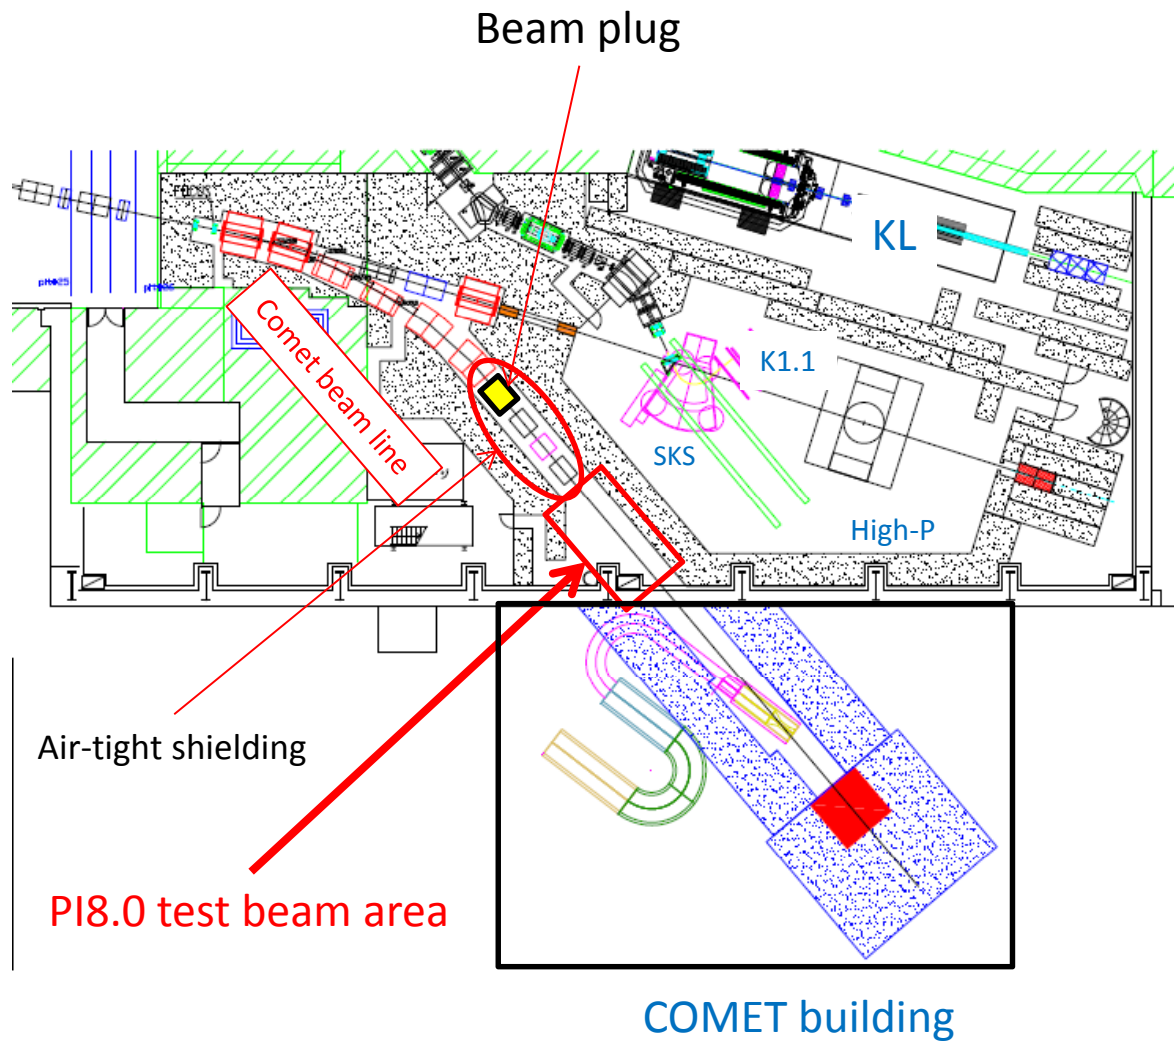 Beam plug
KL
Comet beam line
K1.1
SKS
High-P
Air-tight shielding
PI8.0 test beam area
COMET building